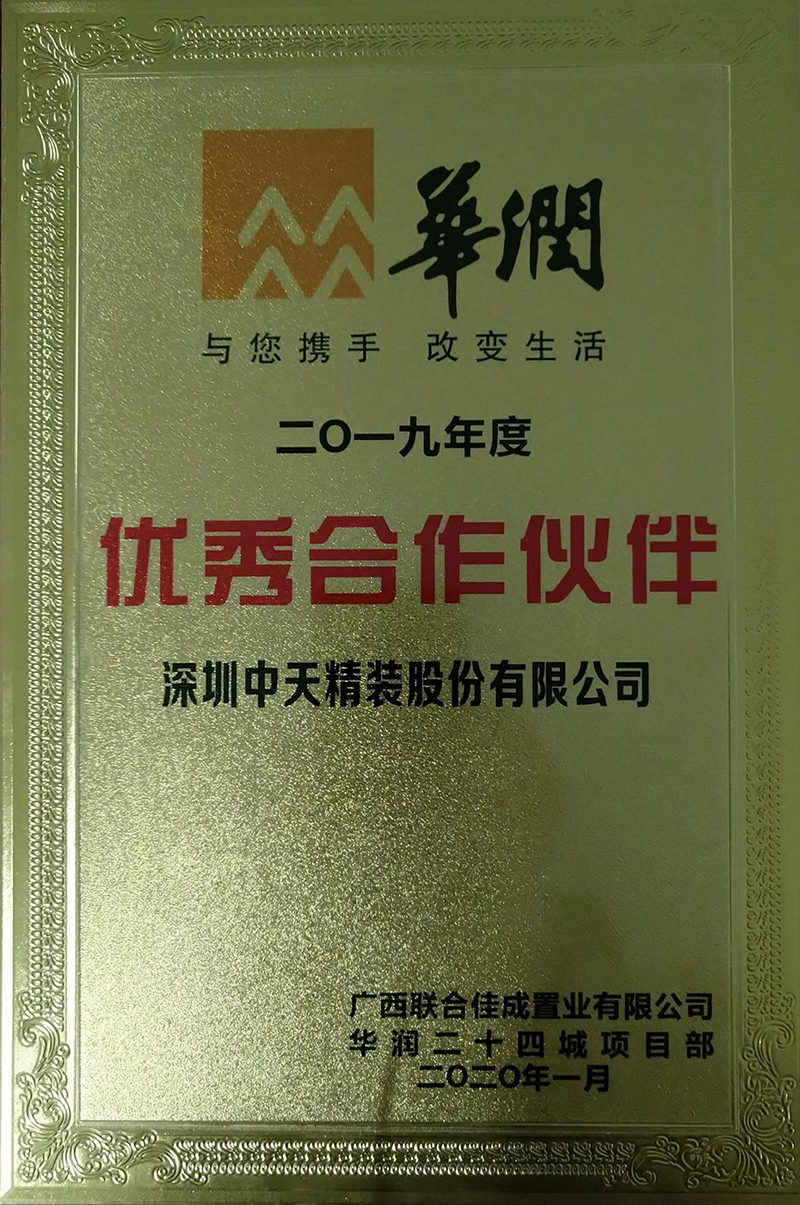 華潤
与您携手 改变生活
二〇一九年度
优秀合作伙伴
深圳中天精装股份有限公司
广西联合佳成置业有限公司
华润二十四城项目部
二〇二〇年一月